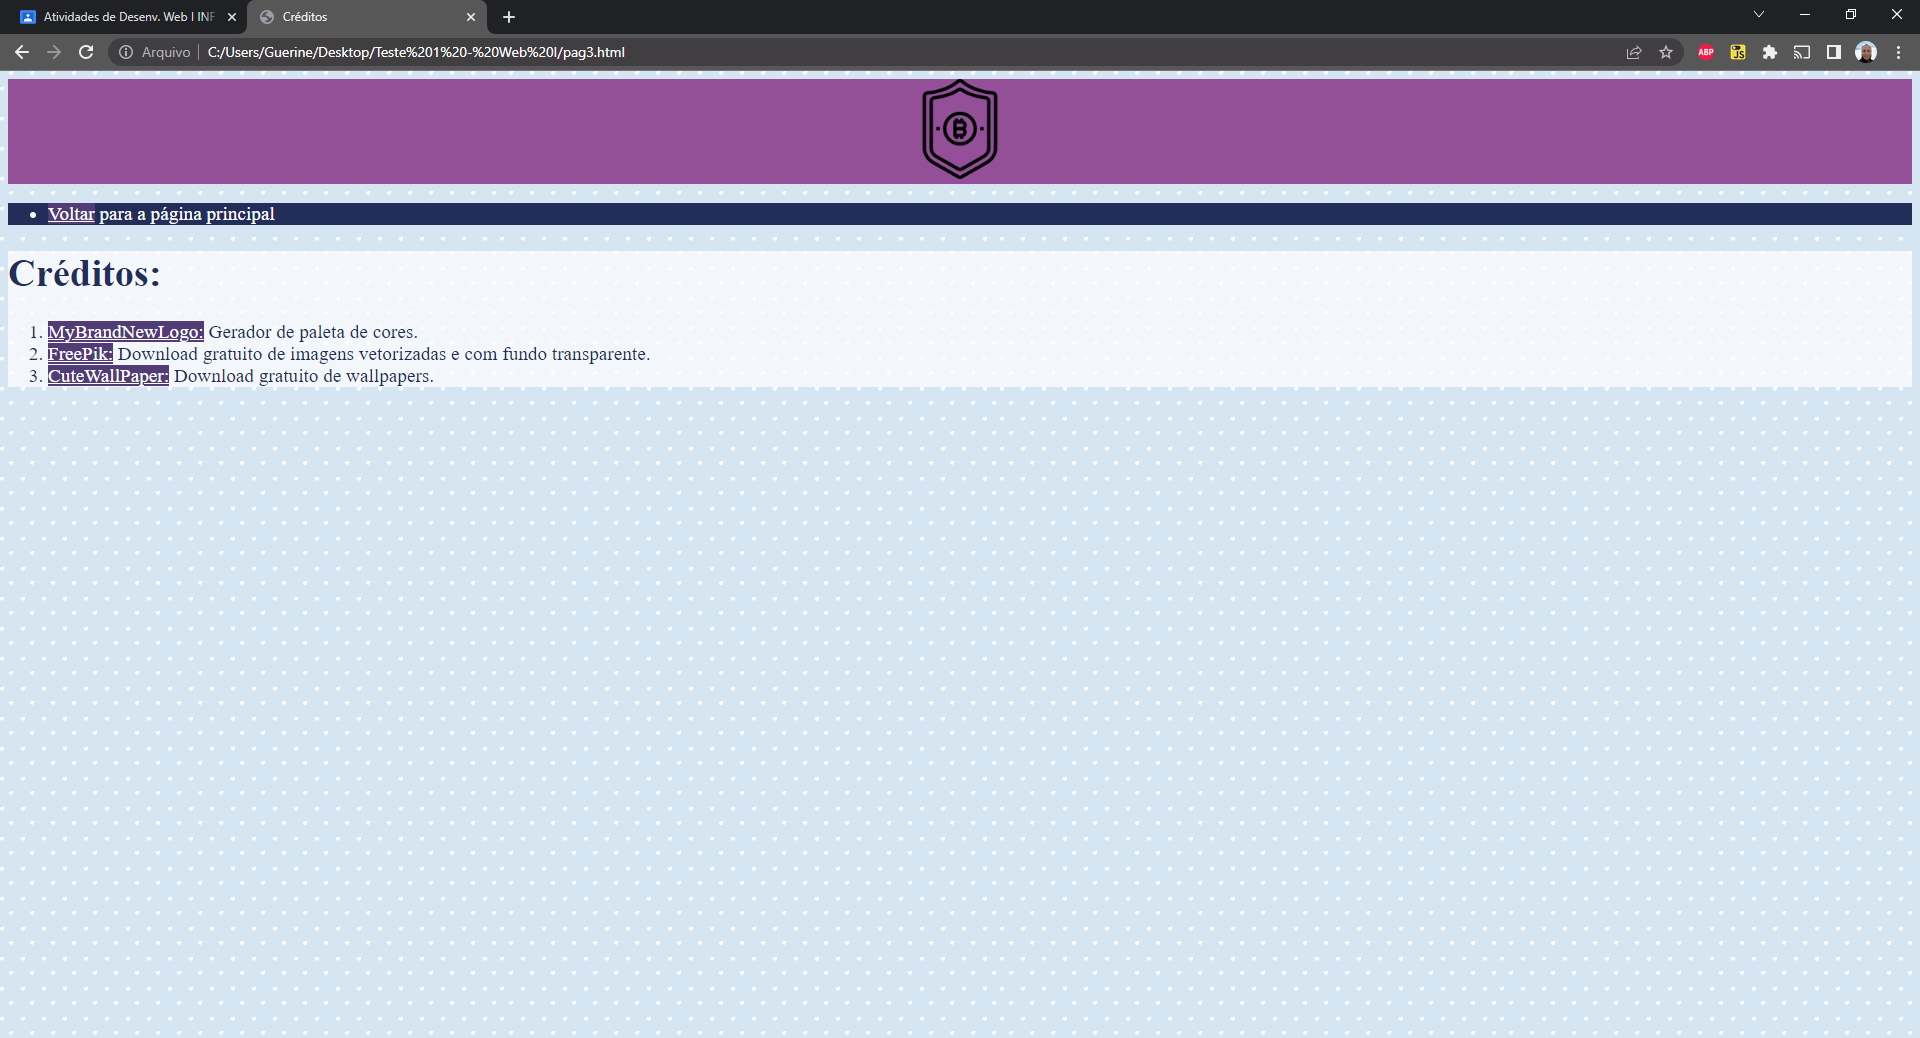 Atividades de Desenv. Web I INF
Créditos
Arquivo
C:/Users/Guerine/Desktop/Teste%201%20-%20Web%20I/pag3.html
ABP
JS
B
• Voltar para a página principal
Créditos:
1. MyBrandNewLogo: Gerador de paleta de cores.
2. FreePik: Download gratuito de imagens vetorizadas e com fundo transparente.
3. CuteWallPaper: Download gratuito de wallpapers.